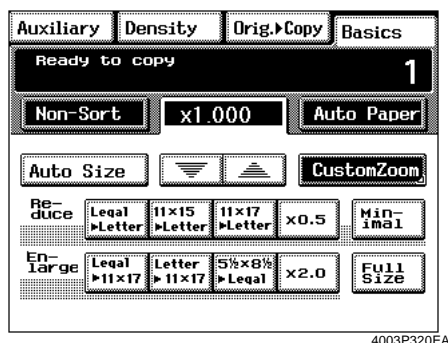 Auxiliary Density Orig.▸Copy Basics
Ready to copy
1
Non-Sort x1.000 Auto Paper
Auto Size CustomZoom
Re-
duce
Legal
▸Letter
11×15
▸Letter
11×17
▸Letter
x0.5
Min-
imal
En-
large
Legal
▸11×17
Letter
▸11×17
5½×8½
▸Legal
x2.0
Full
Size
4003P320EA